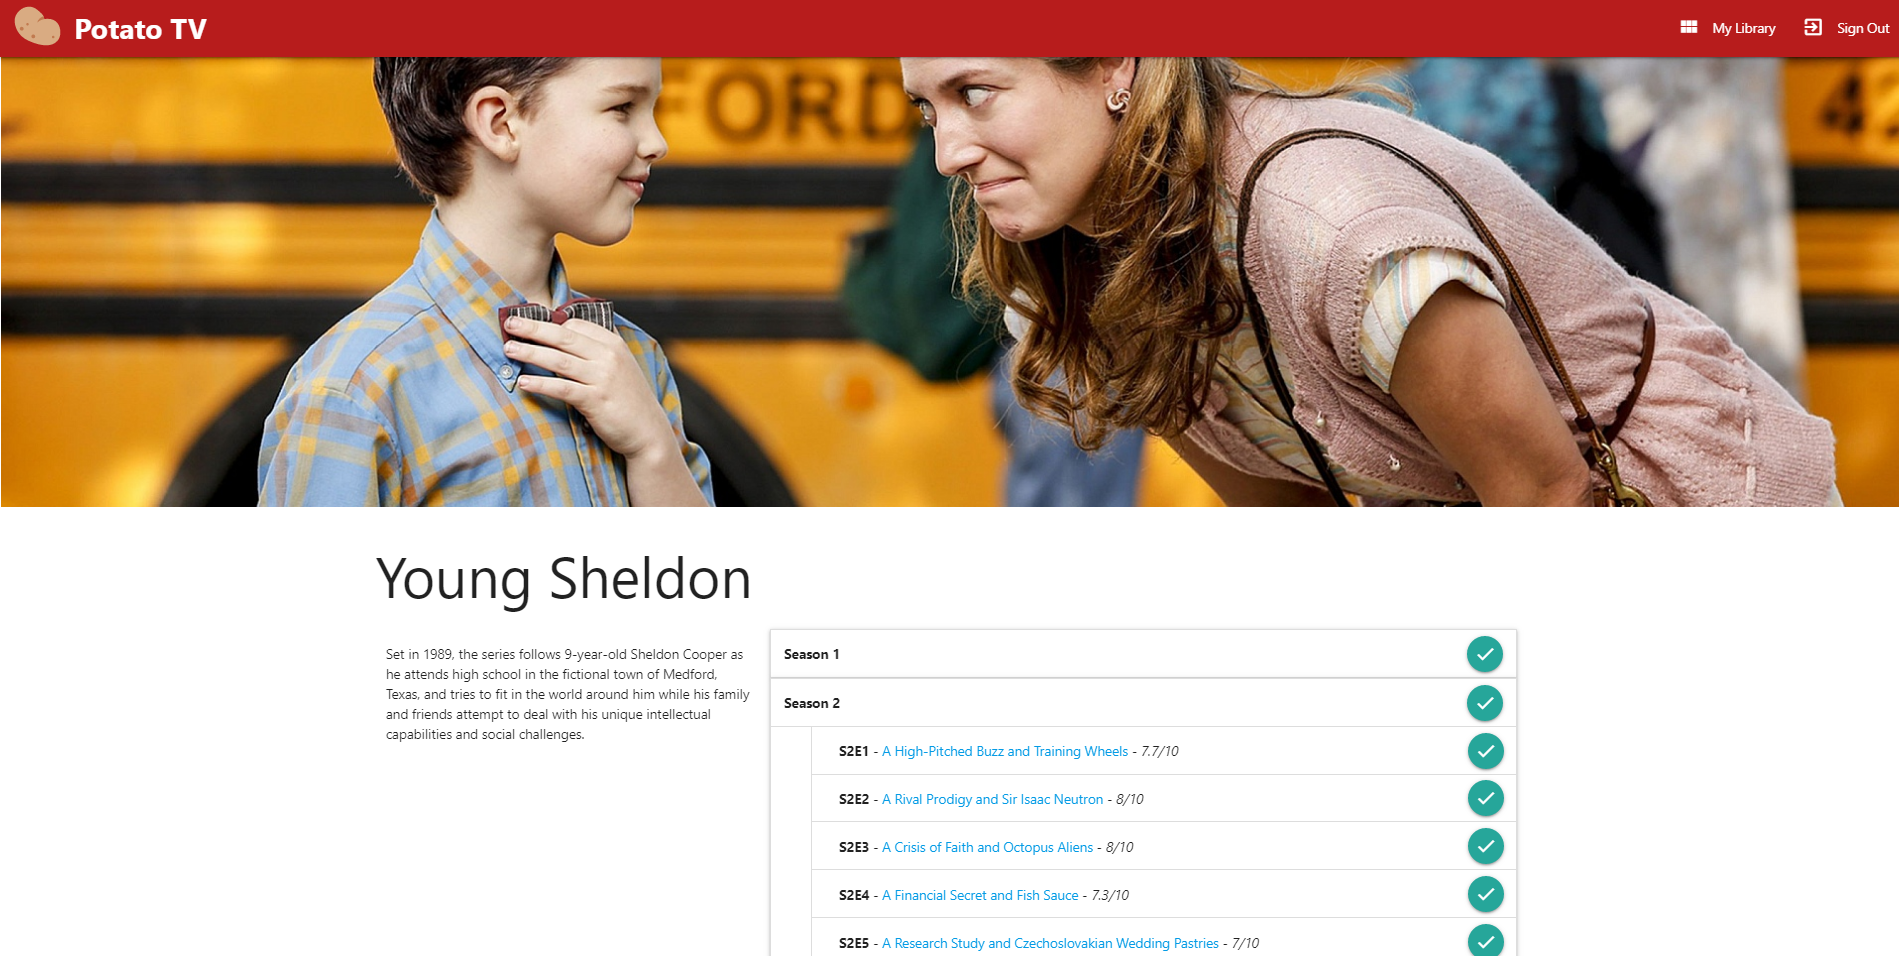 Potato TV
My Library
Sign Out
FORD
42
Young Sheldon
Set in 1989, the series follows 9-year-old Sheldon Cooper as
he attends high school in the fictional town of Medford,
Texas, and tries to fit in the world around him while his family
and friends attempt to deal with his unique intellectual
capabilities and social challenges.
Season 1
Season 2
S2E1 - A High-Pitched Buzz and Training Wheels - 7.7/10
S2E2 - A Rival Prodigy and Sir Isaac Neutron - 8/10
S2E3 - A Crisis of Faith and Octopus Aliens - 8/10
S2E4 - A Financial Secret and Fish Sauce - 7.3/10
S2E5 - A Research Study and Czechoslovakian Wedding Pastries - 7/10